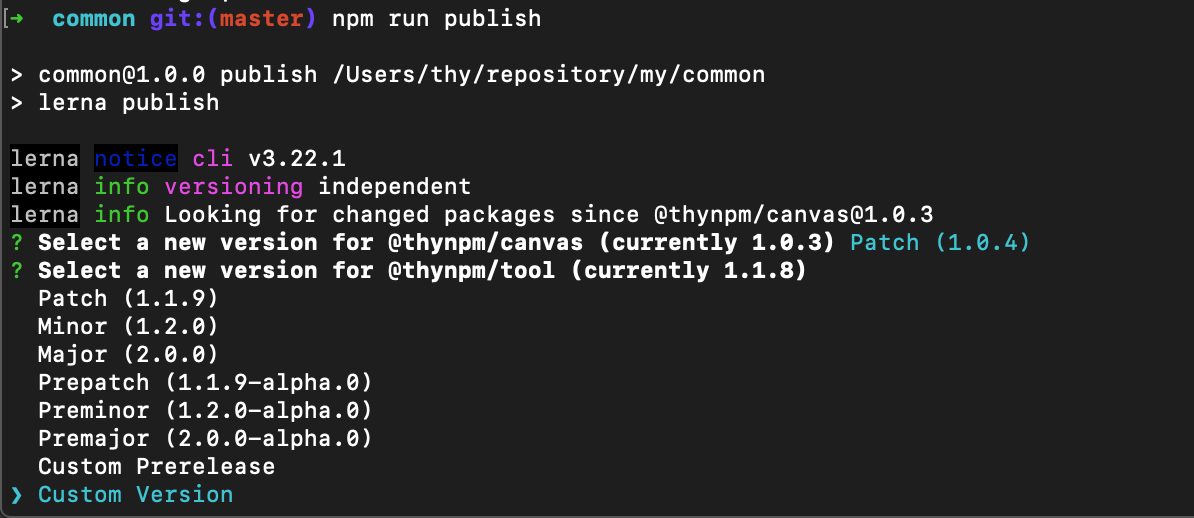 [➜  common git:(master) npm run publish
> common@1.0.0 publish /Users/thy/repository/my/common
> lerna publish
lerna notice cli v3.22.1
lerna info versioning independent
lerna info Looking for changed packages since @thynpm/canvas@1.0.3
? Select a new version for @thynpm/canvas (currently 1.0.3) Patch (1.0.4)
? Select a new version for @thynpm/tool (currently 1.1.8)
Patch (1.1.9)
Minor (1.2.0)
Major (2.0.0)
Prepatch (1.1.9-alpha.0)
Preminor (1.2.0-alpha.0)
Premajor (2.0.0-alpha.0)
Custom Prerelease
❯ Custom Version